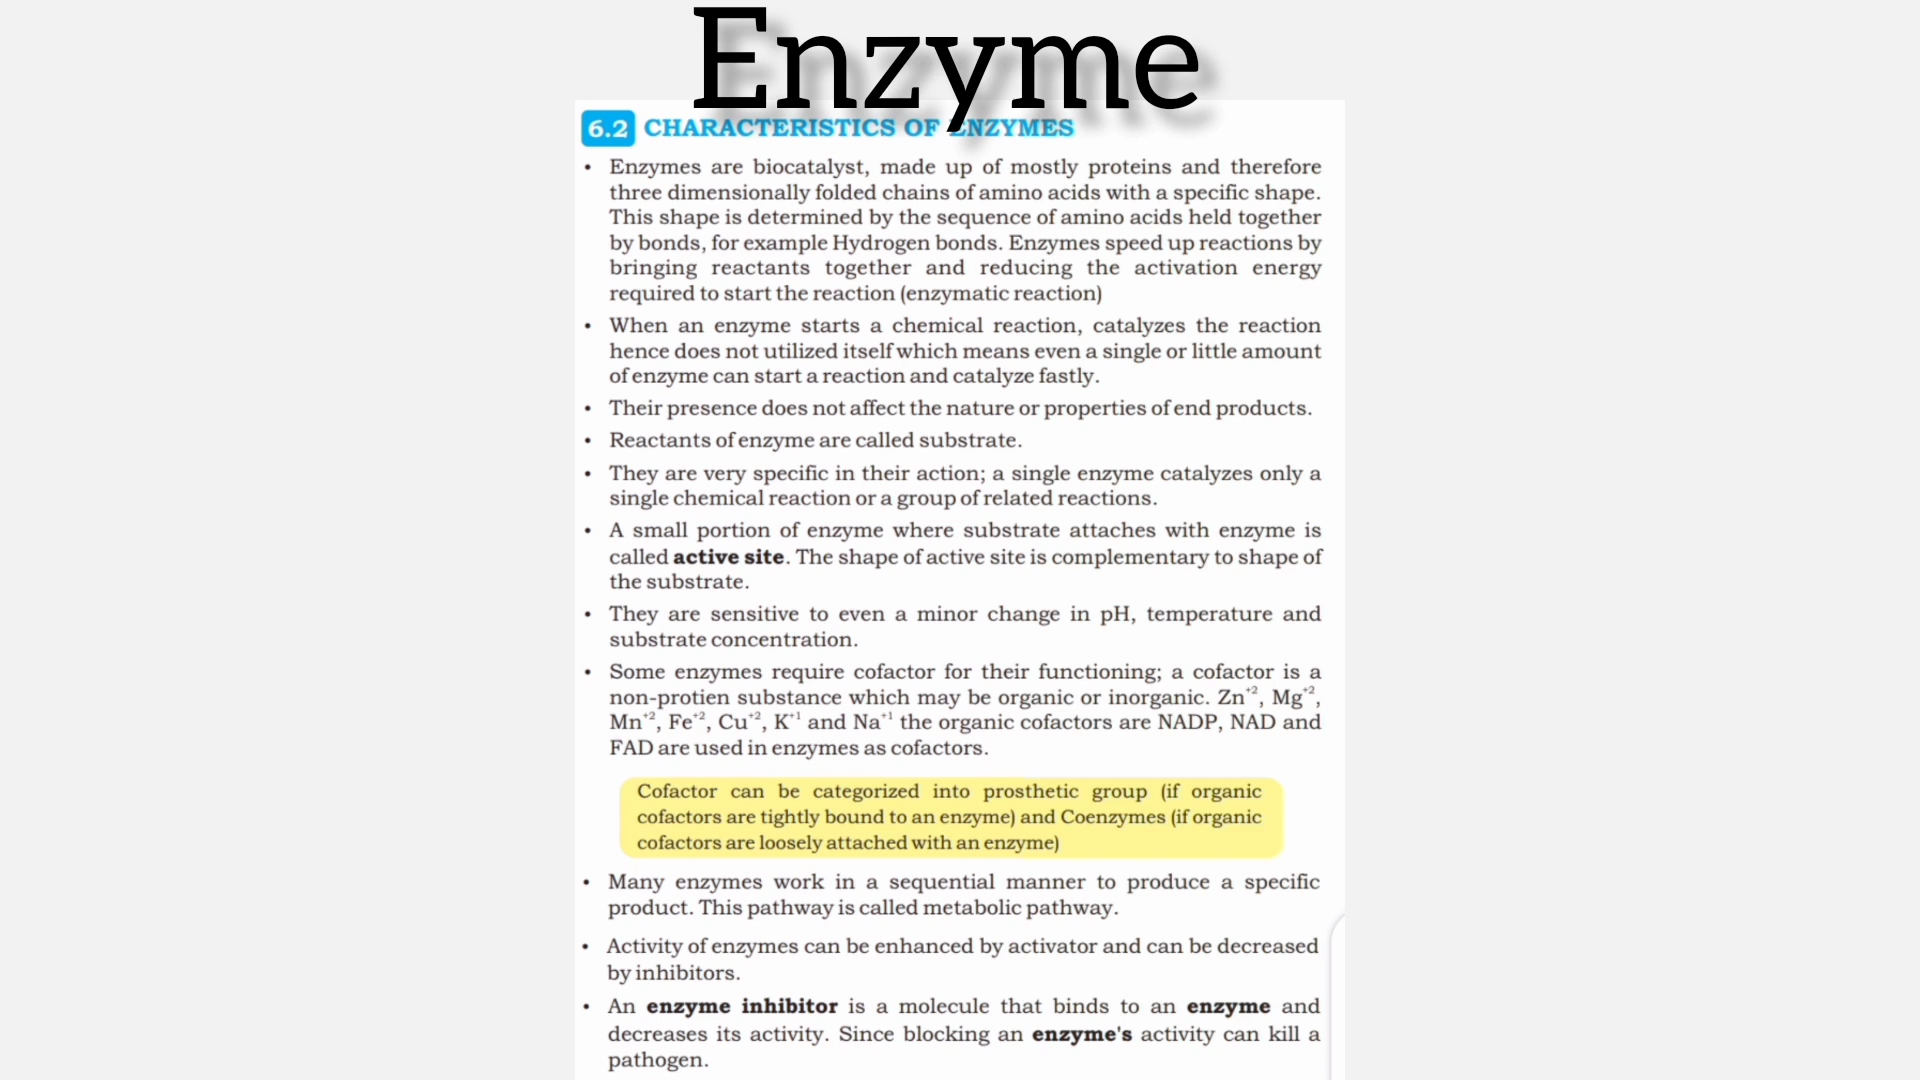 Enzyme
6.2 CHARACTERISTICS OF ENZYMES
• Enzymes are biocatalyst, made up of mostly proteins and therefore
three dimensionally folded chains of amino acids with a specific shape.
This shape is determined by the sequence of amino acids held together
by bonds, for example Hydrogen bonds. Enzymes speed up reactions by
bringing reactants together and reducing the activation energy
required to start the reaction (enzymatic reaction)
• When an enzyme starts a chemical reaction, catalyzes the reaction
hence does not utilized itself which means even a single or little amount
of enzyme can start a reaction and catalyze fastly.
• Their presence does not affect the nature or properties of end products.
• Reactants of enzyme are called substrate.
• They are very specific in their action; a single enzyme catalyzes only a
single chemical reaction or a group of related reactions.
• A small portion of enzyme where substrate attaches with enzyme is
called active site. The shape of active site is complementary to shape of
the substrate.
• They are sensitive to even a minor change in pH, temperature and
substrate concentration.
• Some enzymes require cofactor for their functioning; a cofactor is a
non-protien substance which may be organic or inorganic. Zn⁺², Mg⁺²,
Mn⁺², Fe⁺², Cu⁺², K⁺¹ and Na⁺¹ the organic cofactors are NADP, NAD and
FAD are used in enzymes as cofactors.
Cofactor can be categorized into prosthetic group (if organic
cofactors are tightly bound to an enzyme) and Coenzymes (if organic
cofactors are loosely attached with an enzyme)
• Many enzymes work in a sequential manner to produce a specific
product. This pathway is called metabolic pathway.
• Activity of enzymes can be enhanced by activator and can be decreased
by inhibitors.
• An enzyme inhibitor is a molecule that binds to an enzyme and
decreases its activity. Since blocking an enzyme's activity can kill a
pathogen.